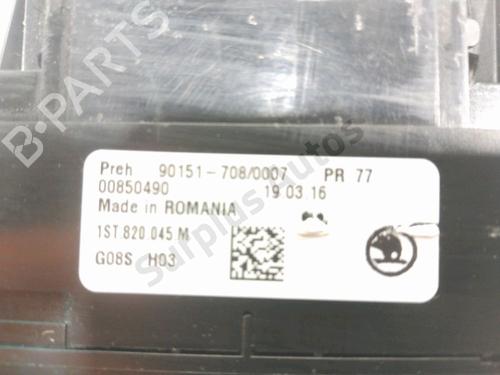 Preh 90151-708/0007 PR 77
00850490 19 03 16
Made in ROMANIA
1ST 820 045 M
G08S H03
Surplus Autos